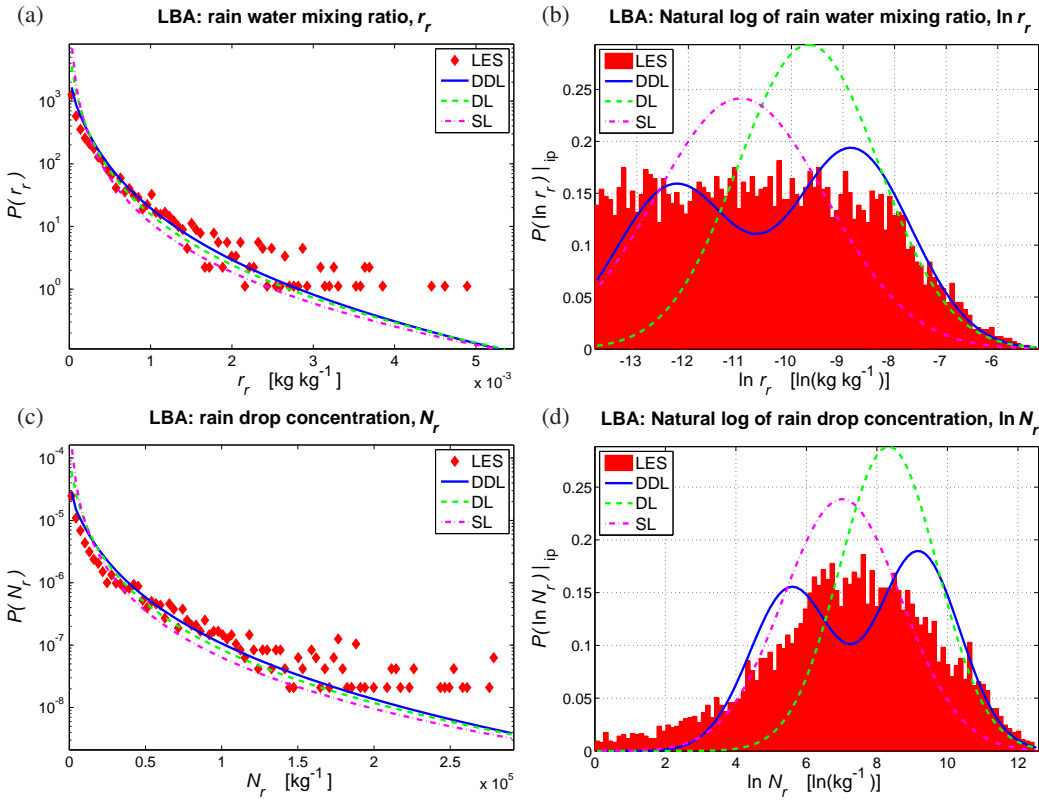 (a)
LBA: rain water mixing ratio, r_r
P( r_r )
10^3
10^2
10^1
10^0
LES
DDL
DL
SL
0
1
2
3
4
5
x 10^-3
r_r [kg kg^-1]
(b)
LBA: Natural log of rain water mixing ratio, ln r_r
P( ln r_r ) |_ip
0.25
0.2
0.15
0.1
0.05
0
LES
DDL
DL
SL
-13
-12
-11
-10
-9
-8
-7
-6
ln r_r [ln(kg kg^-1)]
(c)
LBA: rain drop concentration, N_r
P( N_r )
10^-4
10^-5
10^-6
10^-7
10^-8
LES
DDL
DL
SL
0
0.5
1
1.5
2
2.5
x 10^5
N_r [kg^-1]
(d)
LBA: Natural log of rain drop concentration, ln N_r
P( ln N_r ) |_ip
0.25
0.2
0.15
0.1
0.05
0
LES
DDL
DL
SL
0
2
4
6
8
10
12
ln N_r [ln(kg^-1)]